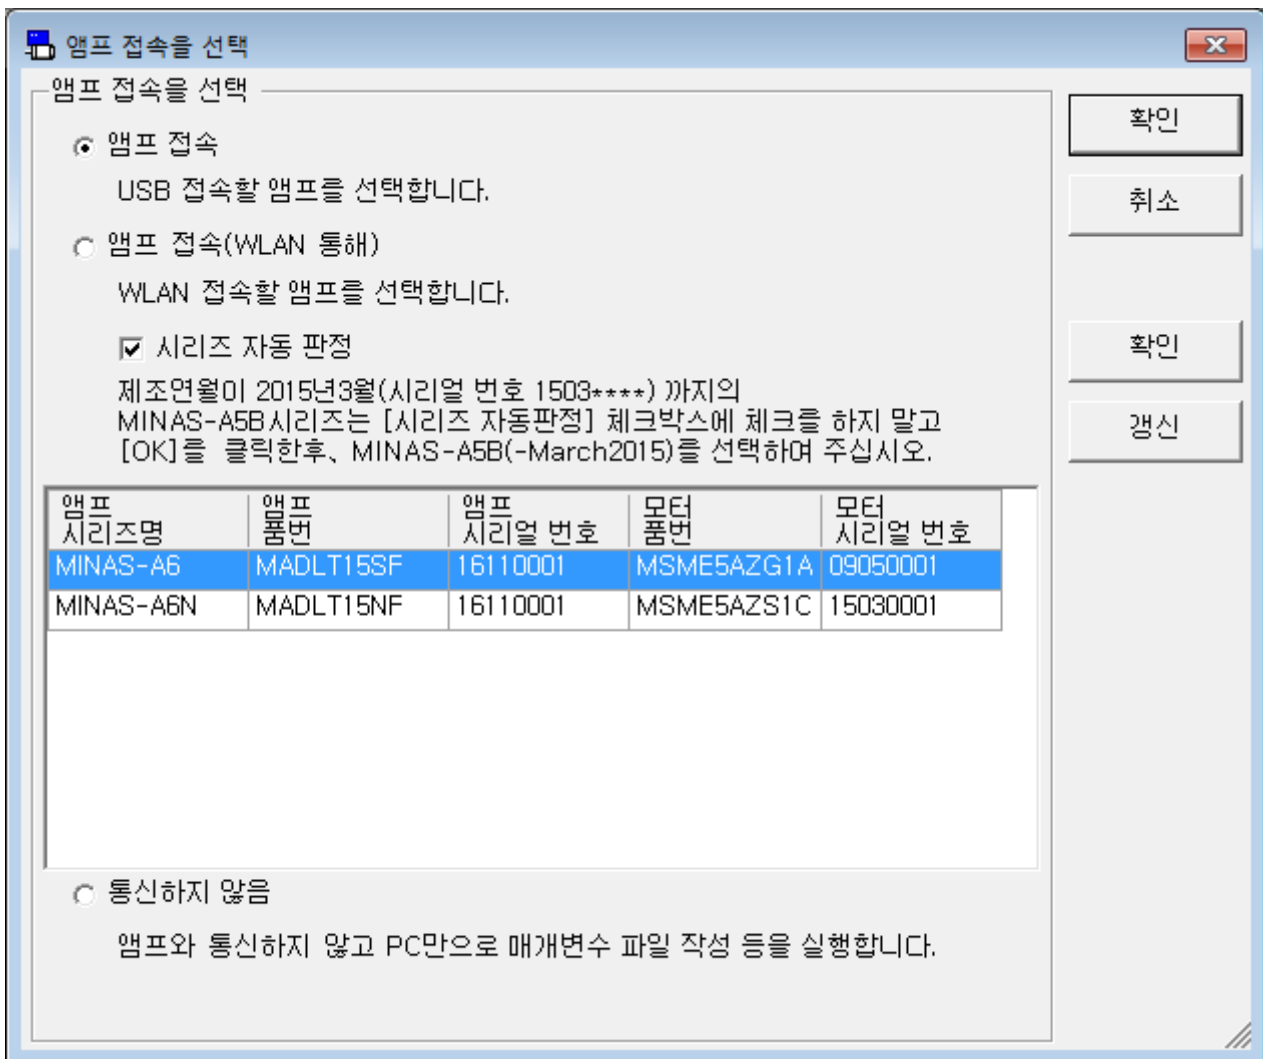 앰프 접속을 선택
앰프 접속을 선택
앰프 접속
USB 접속할 앰프를 선택합니다.
앰프 접속(WLAN 통해)
WLAN 접속할 앰프를 선택합니다.
시리즈 자동 판정
제조연월이 2015년3월(시리얼 번호 1503****) 까지의
MINAS-A5B시리즈는 [시리즈 자동판정] 체크박스에 체크를 하지 말고
[OK]를 클릭한후、MINAS-A5B(-March2015)를 선택하여 주십시오.
앰프 시리즈명 앰프 품번 앰프 시리얼 번호 모터 품번 모터 시리얼 번호
MINAS-A6 MADLT15SF 16110001 MSME5AZG1A 09050001
MINAS-A6N MADLT15NF 16110001 MSME5AZS1C 15030001
통신하지 않음
앰프와 통신하지 않고 PC만으로 매개변수 파일 작성 등을 실행합니다.
확인
취소
확인
갱신